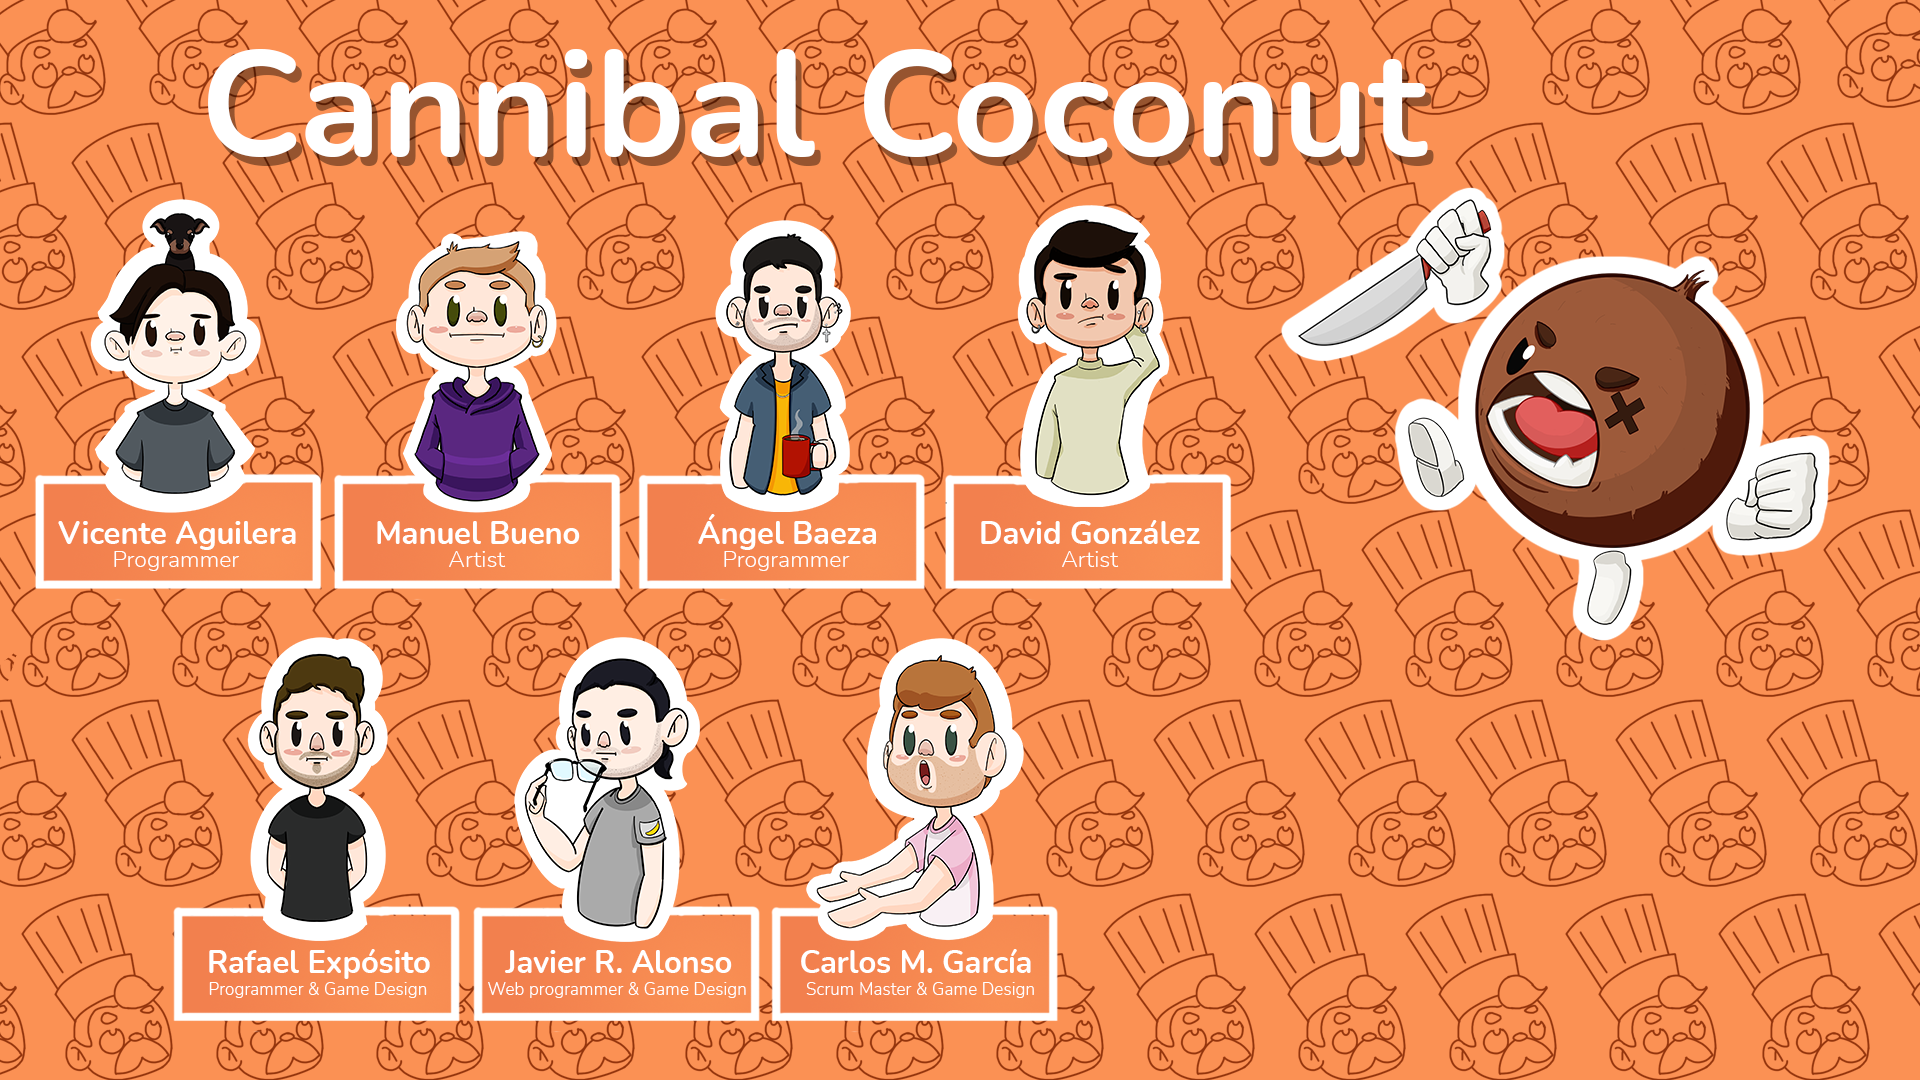 Cannibal Coconut
Vicente Aguilera
Programmer
Manuel Bueno
Artist
Ángel Baeza
Programmer
David González
Artist
Rafael Expósito
Programmer & Game Design
Javier R. Alonso
Web programmer & Game Design
Carlos M. García
Scrum Master & Game Design